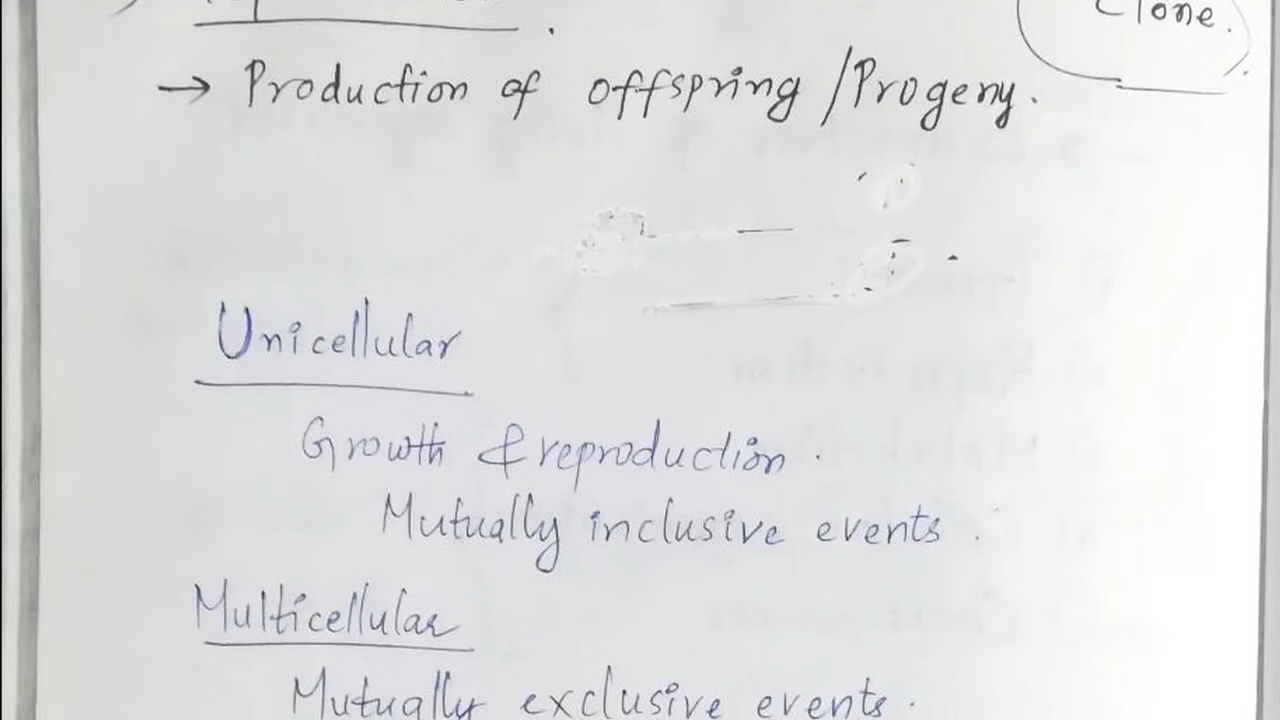 Clone.
→ Production of offspring /Progeny.
Unicellular
Growth & reproduction.
Mutually inclusive events.
Multicellular
Mutually exclusive events.